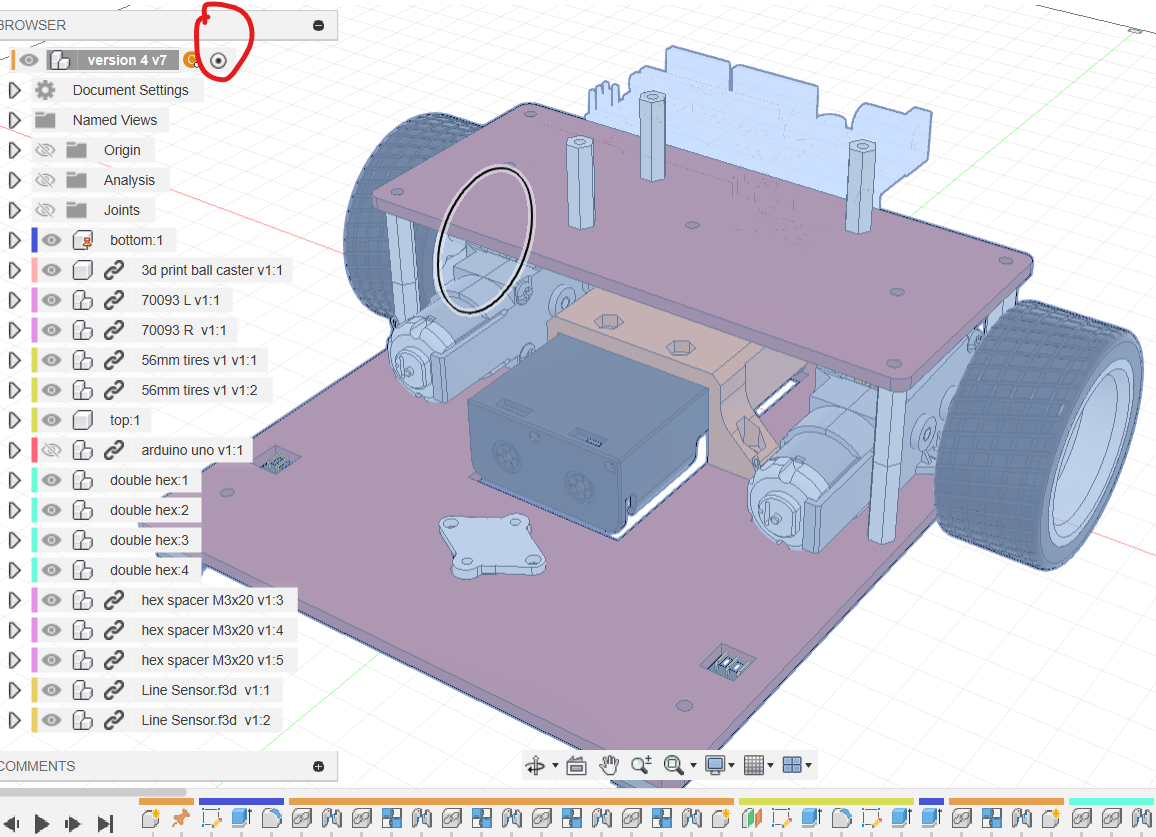 BROWSER
version 4 v7
Document Settings
Named Views
Origin
Analysis
Joints
bottom:1
3d print ball caster v1:1
70093 L v1:1
70093 R v1:1
56mm tires v1 v1:1
56mm tires v1 v1:2
top:1
arduino uno v1:1
double hex:1
double hex:2
double hex:3
double hex:4
hex spacer M3x20 v1:3
hex spacer M3x20 v1:4
hex spacer M3x20 v1:5
Line Sensor.f3d v1:1
Line Sensor.f3d v1:2
COMMENTS